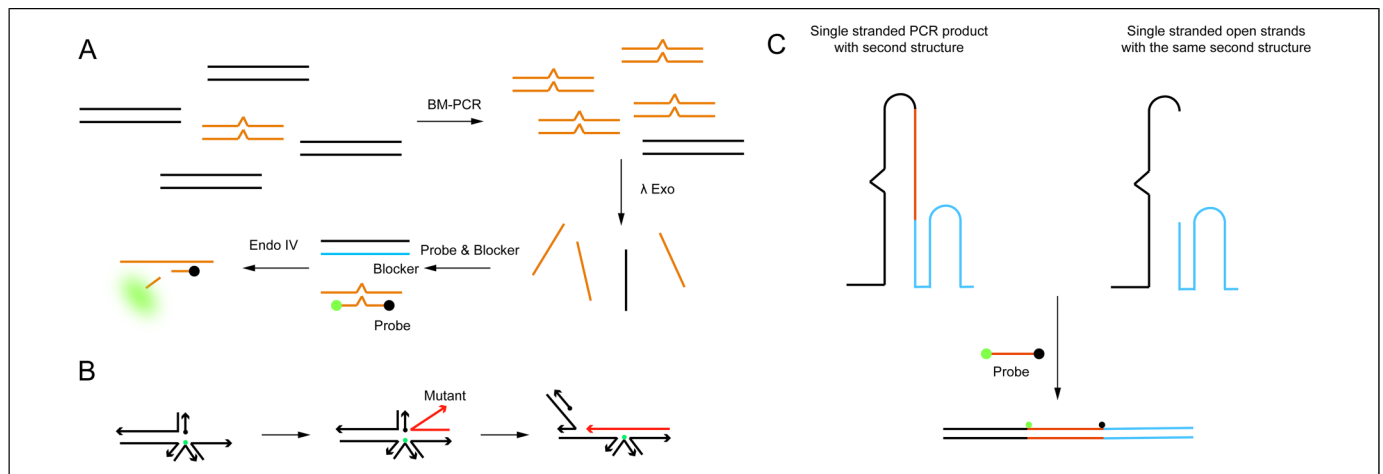 A
BM-PCR
λ Exo
Probe & Blocker
Endo IV
Blocker
Probe
B
Mutant
C
Single stranded PCR product
with second structure
Single stranded open strands
with the same second structure
Probe